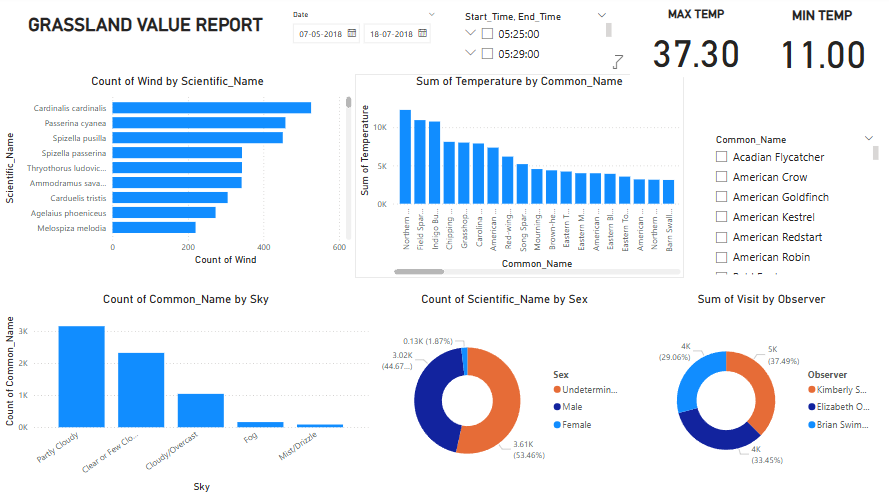 GRASSLAND VALUE REPORT
Date
07-05-2018
18-07-2018
Start_Time, End_Time
05:25:00
05:29:00
MAX TEMP
37.30
MIN TEMP
11.00
Count of Wind by Scientific_Name
Scientific_Name
Cardinalis cardinalis
Passerina cyanea
Spizella pusilla
Spizella passerina
Thryothorus ludovic...
Ammodramus sava...
Carduelis tristis
Agelaius phoeniceus
Melospiza melodia
0
200
400
600
Count of Wind
Sum of Temperature by Common_Name
Sum of Temperature
10K
5K
0K
Northern ...
Field Spar...
Indigo Bu...
Chipping ...
Grasshop...
Carolina ...
American ...
Red-wing...
Song Spar...
Mourning...
Brown-he...
Eastern T...
Eastern M...
American ...
Eastern Bl...
Eastern To...
American ...
Northern ...
Barn Swall...
Common_Name
Common_Name
Acadian Flycatcher
American Crow
American Goldfinch
American Kestrel
American Redstart
American Robin
Count of Common_Name by Sky
Count of Common_Name
3K
2K
1K
0K
Partly Cloudy
Clear or Few Clo...
Cloudy/Overcast
Fog
Mist/Drizzle
Sky
Count of Scientific_Name by Sex
0.13K (1.87%)
3.02K
(44.67...)
3.61K
(53.46%)
Sex
Undetermin...
Male
Female
Sum of Visit by Observer
4K
(29.06%)
5K
(37.49%)
4K
(33.45%)
Observer
Kimberly S...
Elizabeth O...
Brian Swim...